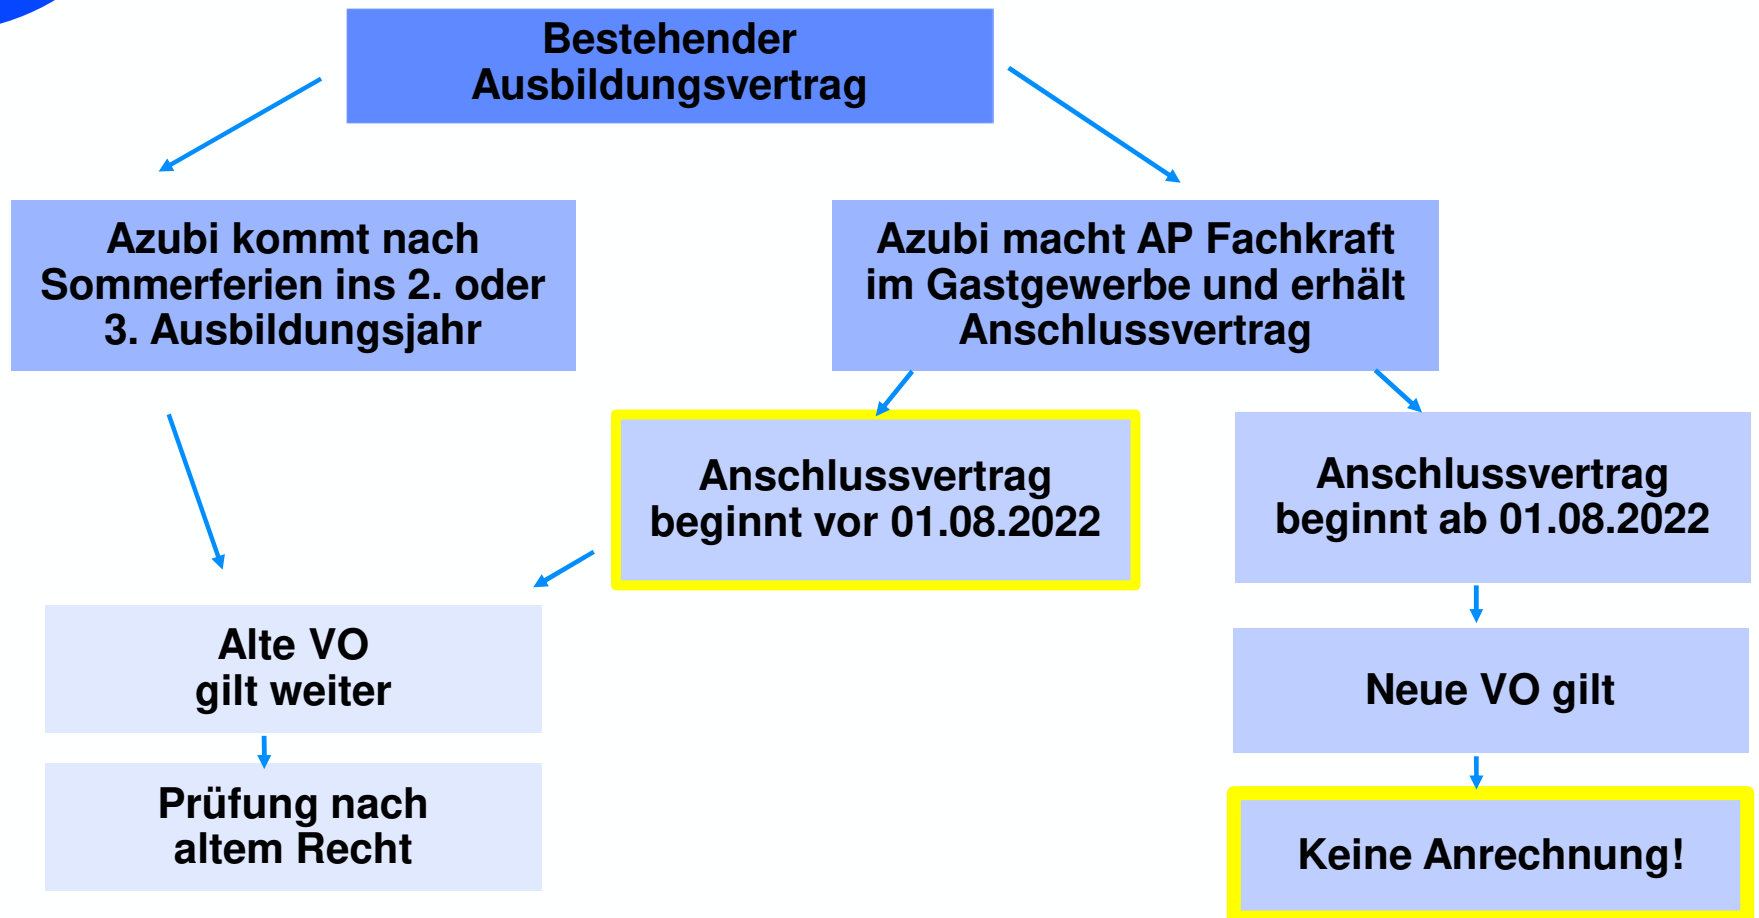 Bestehender
Ausbildungsvertrag
Azubi kommt nach
Sommerferien ins 2. oder
3. Ausbildungsjahr
Azubi macht AP Fachkraft
im Gastgewerbe und erhält
Anschlussvertrag
Anschlussvertrag
beginnt vor 01.08.2022
Anschlussvertrag
beginnt ab 01.08.2022
Alte VO
gilt weiter
Neue VO gilt
Prüfung nach
altem Recht
Keine Anrechnung!